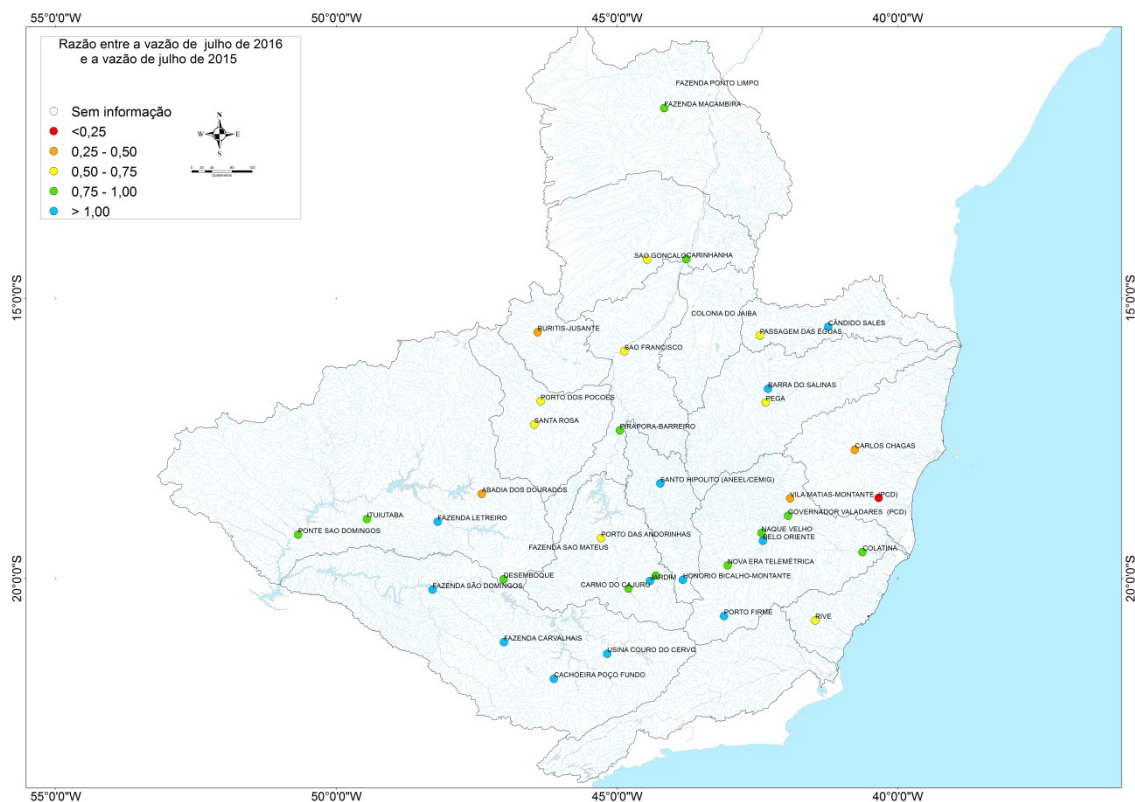 55°0'0"W
50°0'0"W
45°0'0"W
40°0'0"W
Razão entre a vazão de julho de 2016
e a vazão de julho de 2015
Sem informação
<0,25
0,25 - 0,50
0,50 - 0,75
0,75 - 1,00
> 1,00
N
W
E
S
Quilômetros
FAZENDA PONTO LIMPO
FAZENDA MACAMBIRA
SAO GONCALO
CARINHANHA
15°0'0"S
15°0'0"S
COLONIA DO JAIBA
CÂNDIDO SALES
BURITIS-JUSANTE
PASSAGEM DAS ÉGUAS
SAO FRANCISCO
BARRA DO SALINAS
PORTO DOS POCOES
PEGA
SANTA ROSA
PIRAPORA-BARREIRO
CARLOS CHAGAS
SANTO HIPOLITO (ANEEL/CEMIG)
ABADIA DOS DOURADOS
VILA MATIAS-MONTANTE (PCD)
ITUIUTABA
FAZENDA LETREIRO
GOVERNADOR VALADARES (PCD)
PONTE SAO DOMINGOS
PORTO DAS ANDORINHAS
NAQUE VELHO
BELO ORIENTE
FAZENDA SAO MATEUS
COLATINA
NOVA ERA TELEMÉTRICA
20°0'0"S
20°0'0"S
DESEMBOQUE
JARDIM
HONORIO BICALHO-MONTANTE
FAZENDA SÃO DOMINGOS
CARMO DO CAJURU
PORTO FIRME
RIVE
FAZENDA CARVALHAIS
USINA COURO DO CERVO
CACHOEIRA POÇO FUNDO
55°0'0"W
50°0'0"W
45°0'0"W
40°0'0"W